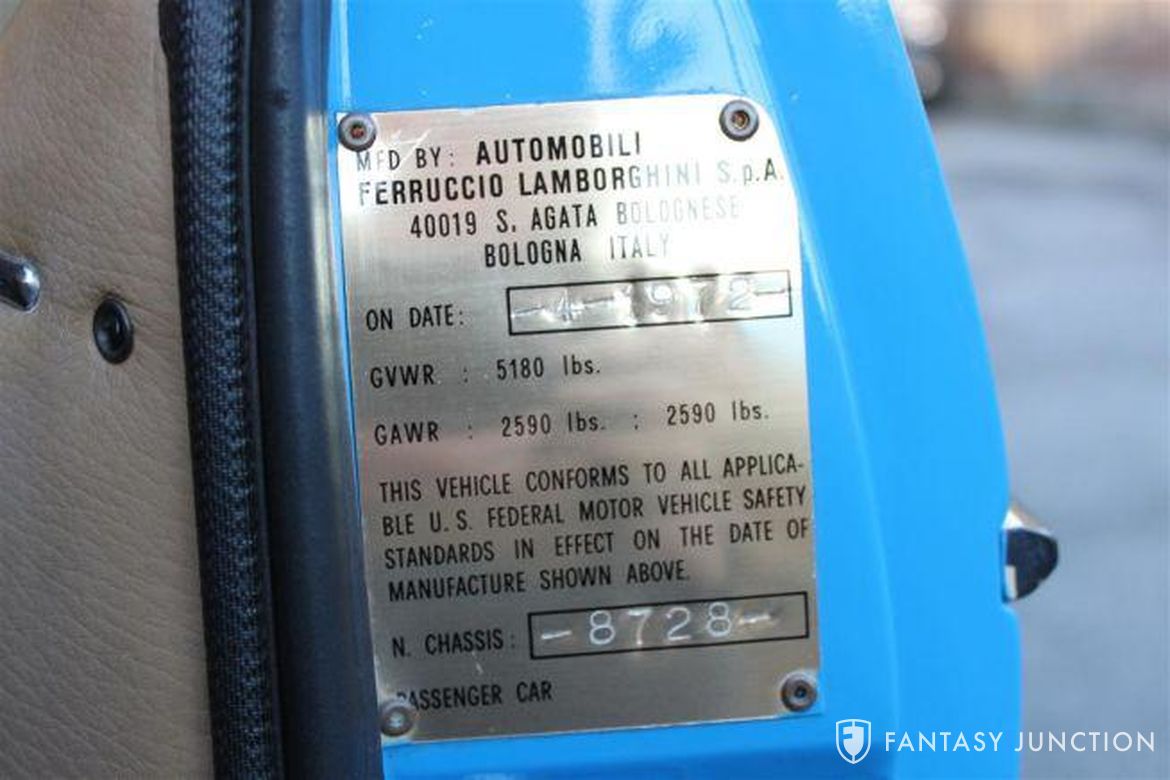 MFD BY: AUTOMOBILI
FERRUCCIO LAMBORGHINI S.p.A.
40019 S. AGATA BOLOGNESE
BOLOGNA ITALY
ON DATE: -4-1972-
GVWR : 5180 lbs.
GAWR : 2590 lbs. : 2590 lbs.
THIS VEHICLE CONFORMS TO ALL APPLICA-
BLE U.S. FEDERAL MOTOR VEHICLE SAFETY
STANDARDS IN EFFECT ON THE DATE OF
MANUFACTURE SHOWN ABOVE.
N. CHASSIS: -8728-
PASSENGER CAR
FANTASY JUNCTION